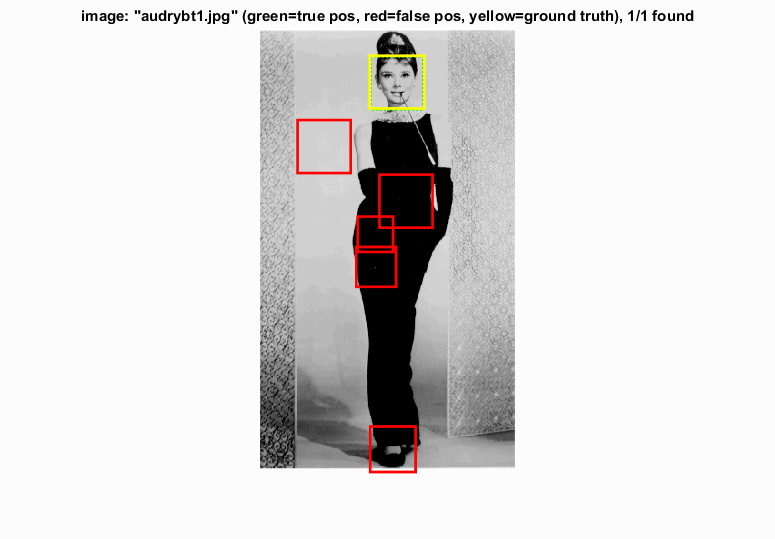 image: "audrybt1.jpg" (green=true pos, red=false pos, yellow=ground truth), 1/1 found